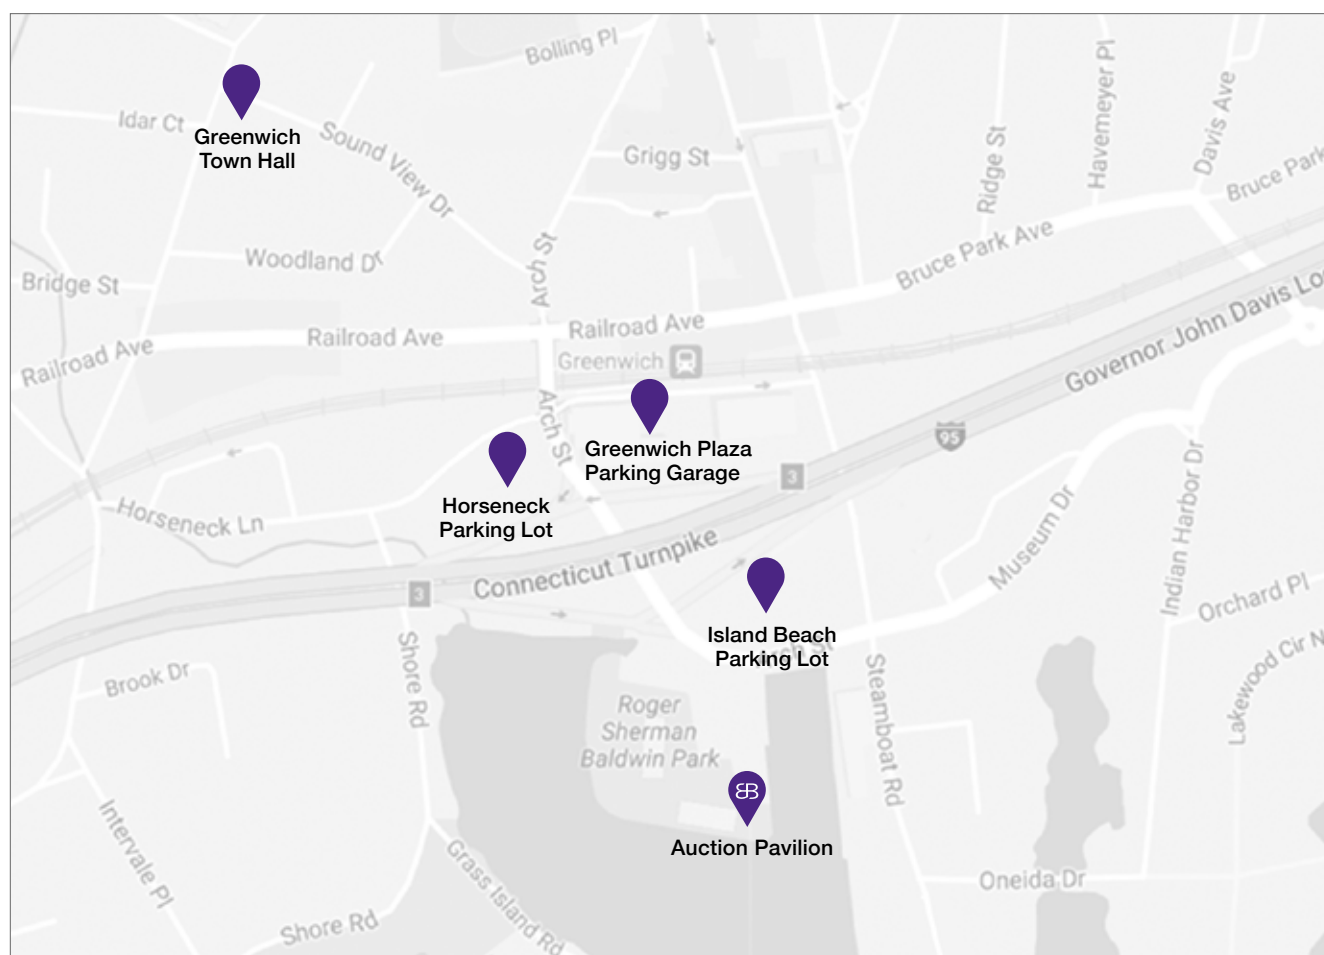 Bolling Pl
Idar Ct
Greenwich
Town Hall
Sound View Dr
Grigg St
Ridge St
Havemeyer Pl
Davis Ave
Bruce Park
Woodland Dr
Bridge St
Arch St
Bruce Park Ave
Railroad Ave
Railroad Ave
Railroad Ave
Greenwich
Governor John Davis Lo
Arch St
Greenwich Plaza
Parking Garage
95
3
Horseneck
Parking Lot
Horseneck Ln
Connecticut Turnpike
3
Museum Dr
Indian Harbor Dr
Orchard Pl
Island Beach
Parking Lot
Arch St
Shore Rd
Brook Dr
Steamboat Rd
Lakewood Cir N
Roger
Sherman
Baldwin Park
Auction Pavilion
Intervale Pl
Grass Island Rd
Shore Rd
Oneida Dr